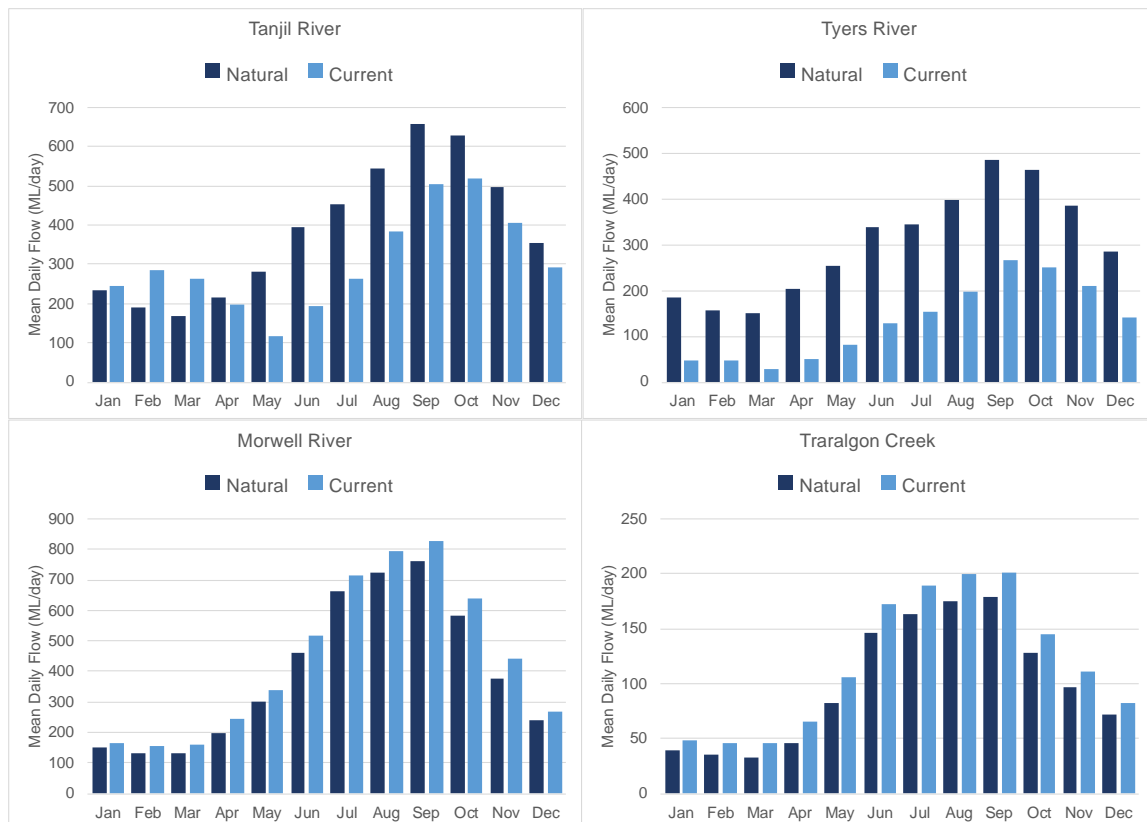 Tanjil River
Natural Current
Mean Daily Flow (ML/day)
700
600
500
400
300
200
100
0
Jan Feb Mar Apr May Jun Jul Aug Sep Oct Nov Dec
Tyers River
Natural Current
Mean Daily Flow (ML/day)
600
500
400
300
200
100
0
Jan Feb Mar Apr May Jun Jul Aug Sep Oct Nov Dec
Morwell River
Natural Current
Mean Daily Flow (ML/day)
900
800
700
600
500
400
300
200
100
0
Jan Feb Mar Apr May Jun Jul Aug Sep Oct Nov Dec
Traralgon Creek
Natural Current
Mean Daily Flow (ML/day)
250
200
150
100
50
0
Jan Feb Mar Apr May Jun Jul Aug Sep Oct Nov Dec